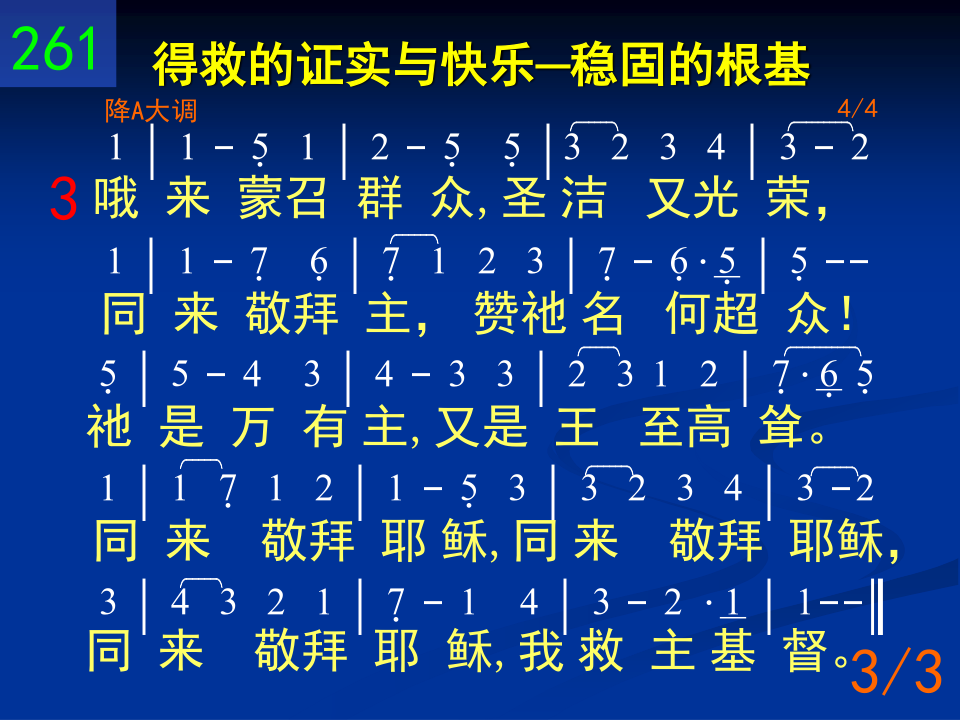 261
得救的证实与快乐—稳固的根基
降A大调 4/4
1 | 1 - 5̣ 1 | 2 - 5̣ 5̣ | 3 2 3 4 | 3 - 2
3 哦 来 蒙召 群 众,圣洁 又光 荣，
1 | 1 - 7̣ 6̣ | 7̣ 1 2 3 | 7̣ - 6̣ · 5̣ | 5̣ - -
同 来 敬拜 主， 赞祂名 何超 众！
5̣ | 5 - 4 3 | 4 - 3 3 | 2 3 1 2 | 7̣ · 6̣ 5̣
祂 是 万 有主,又是 王 至高 耸。
1 | 1 7̣ 1 2 | 1 - 5̣ 3 | 3 2 3 4 | 3 - 2
同 来 敬拜 耶稣,同来 敬拜 耶稣，
3 | 4 3 2 1 | 7̣ - 1 4 | 3 - 2 · 1 | 1 - - ‖
同 来 敬拜 耶 稣,我救 主基 督。
3/3